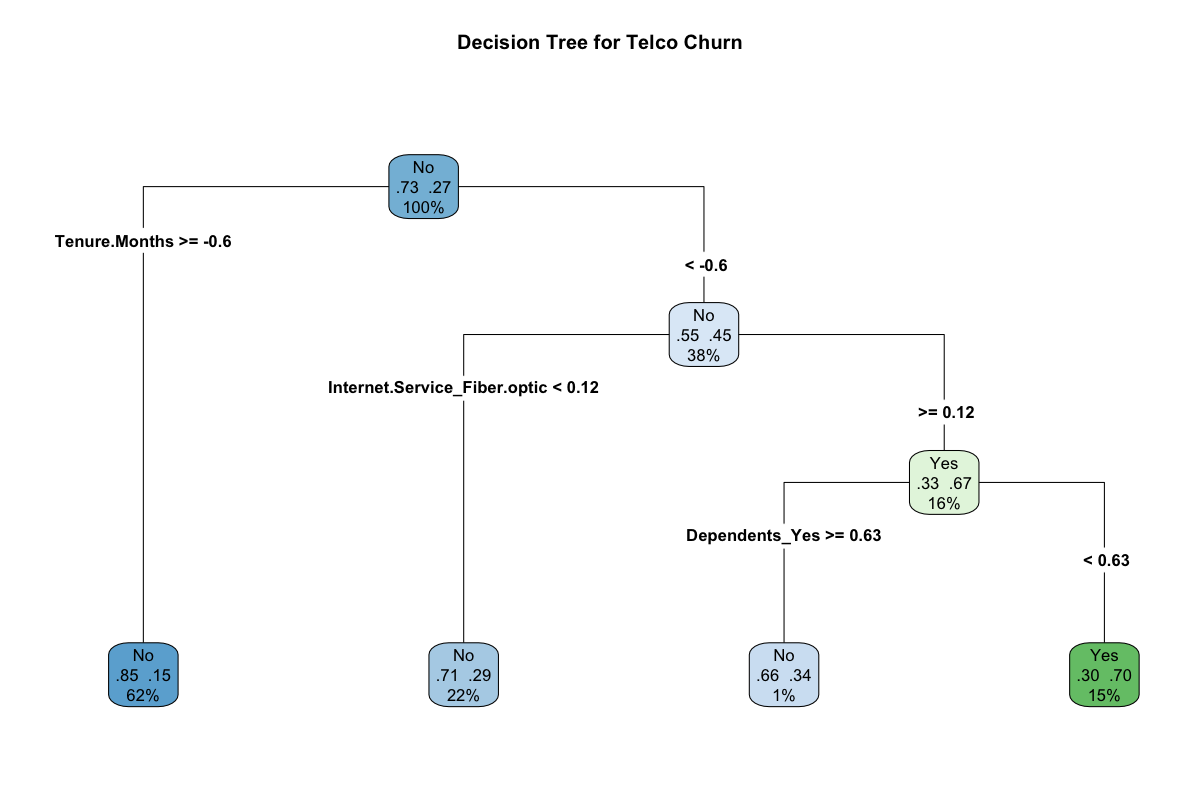 Decision Tree for Telco Churn
No
.73 .27
100%
Tenure.Months >= -0.6
< -0.6
No
.55 .45
38%
Internet.Service_Fiber.optic < 0.12
>= 0.12
Yes
.33 .67
16%
Dependents_Yes >= 0.63
< 0.63
No
.85 .15
62%
No
.71 .29
22%
No
.66 .34
1%
Yes
.30 .70
15%